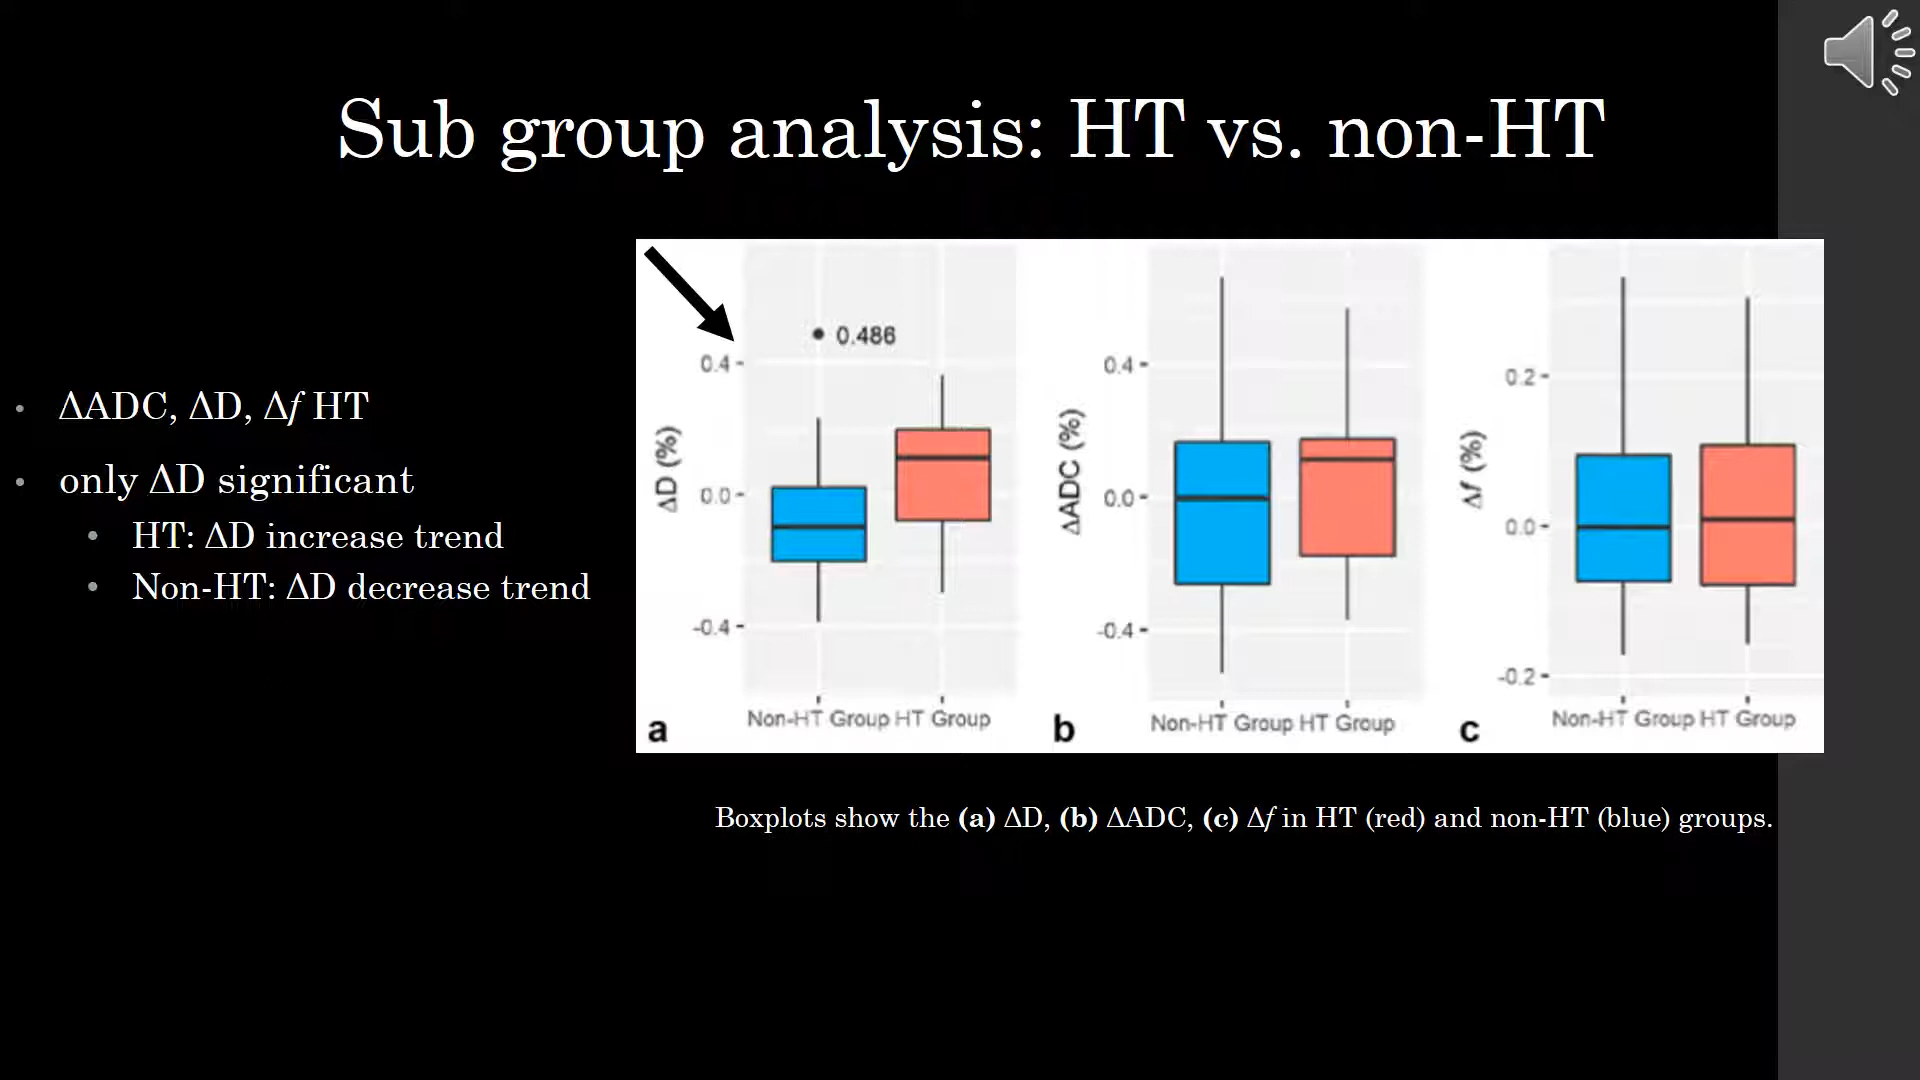 Sub group analysis: HT vs. non-HT
ΔADC, ΔD, Δf HT
only ΔD significant
HT: ΔD increase trend
Non-HT: ΔD decrease trend
ΔD (%)
0.4
0.0
-0.4
0.486
Non-HT Group HT Group
a
ΔADC (%)
0.4
0.0
-0.4
Non-HT Group HT Group
b
Δf (%)
0.2
0.0
-0.2
Non-HT Group HT Group
c
Boxplots show the (a) ΔD, (b) ΔADC, (c) Δf in HT (red) and non-HT (blue) groups.